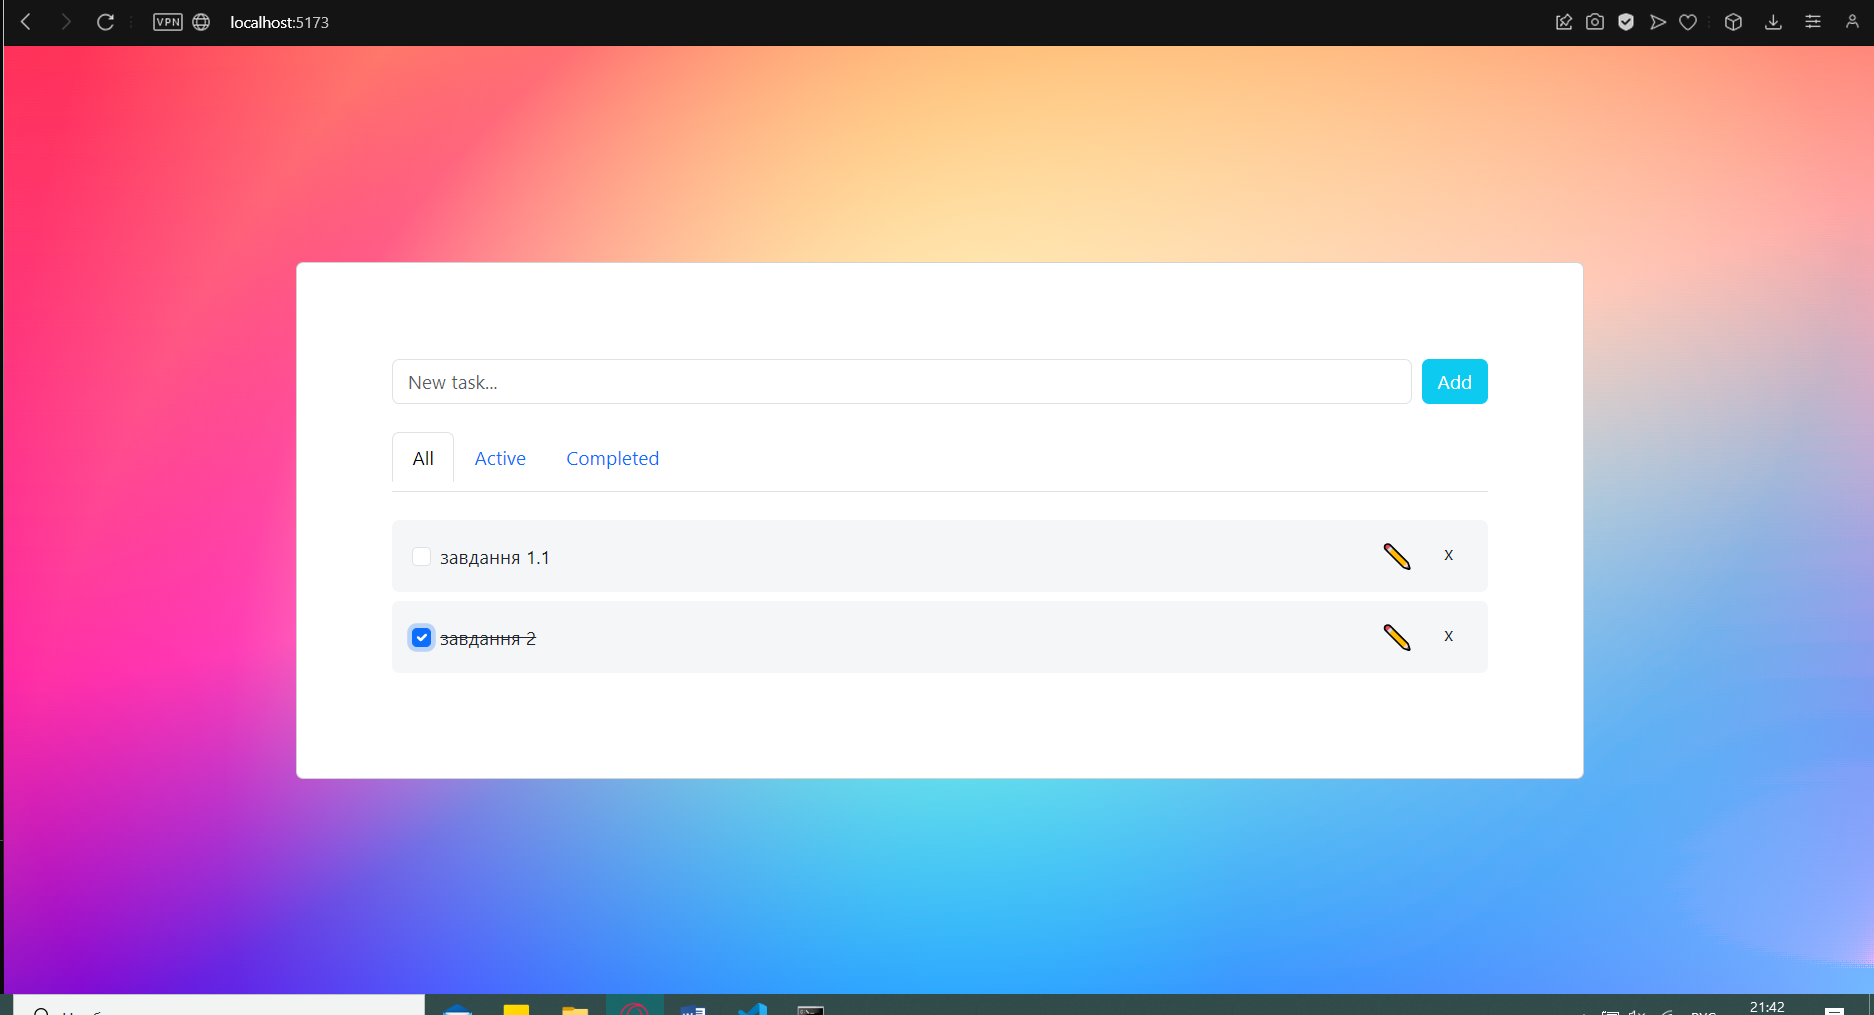 VPN localhost:5173
New task...
Add
All Active Completed
завдання 1.1 x
завдання 2 x
21:42